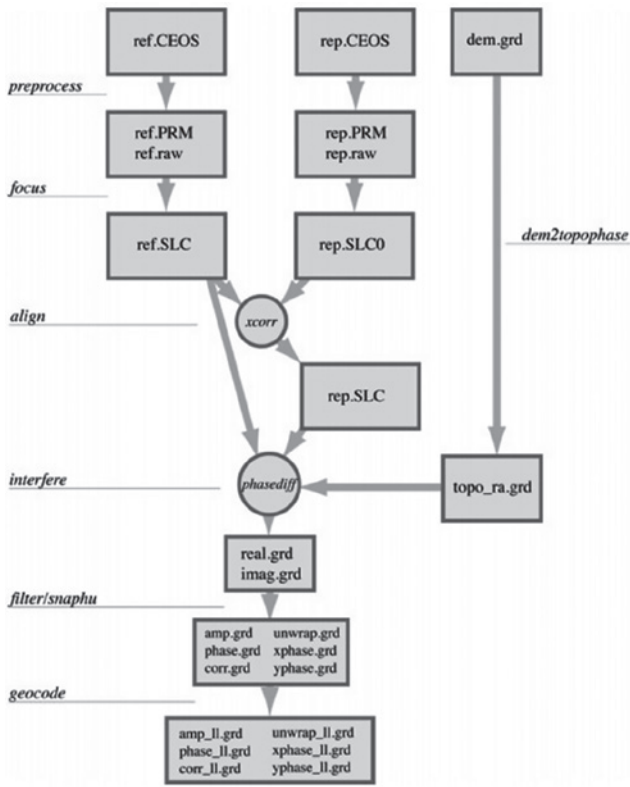 ref.CEOS
rep.CEOS
dem.grd
preprocess
ref.PRM
ref.raw
rep.PRM
rep.raw
focus
ref.SLC
rep.SLC0
dem2topophase
align
xcorr
rep.SLC
interfere
phasediff
topo_ra.grd
real.grd
imag.grd
filter/snaphu
amp.grd unwrap.grd
phase.grd xphase.grd
corr.grd yphase.grd
geocode
amp_ll.grd unwrap_ll.grd
phase_ll.grd xphase_ll.grd
corr_ll.grd yphase_ll.grd